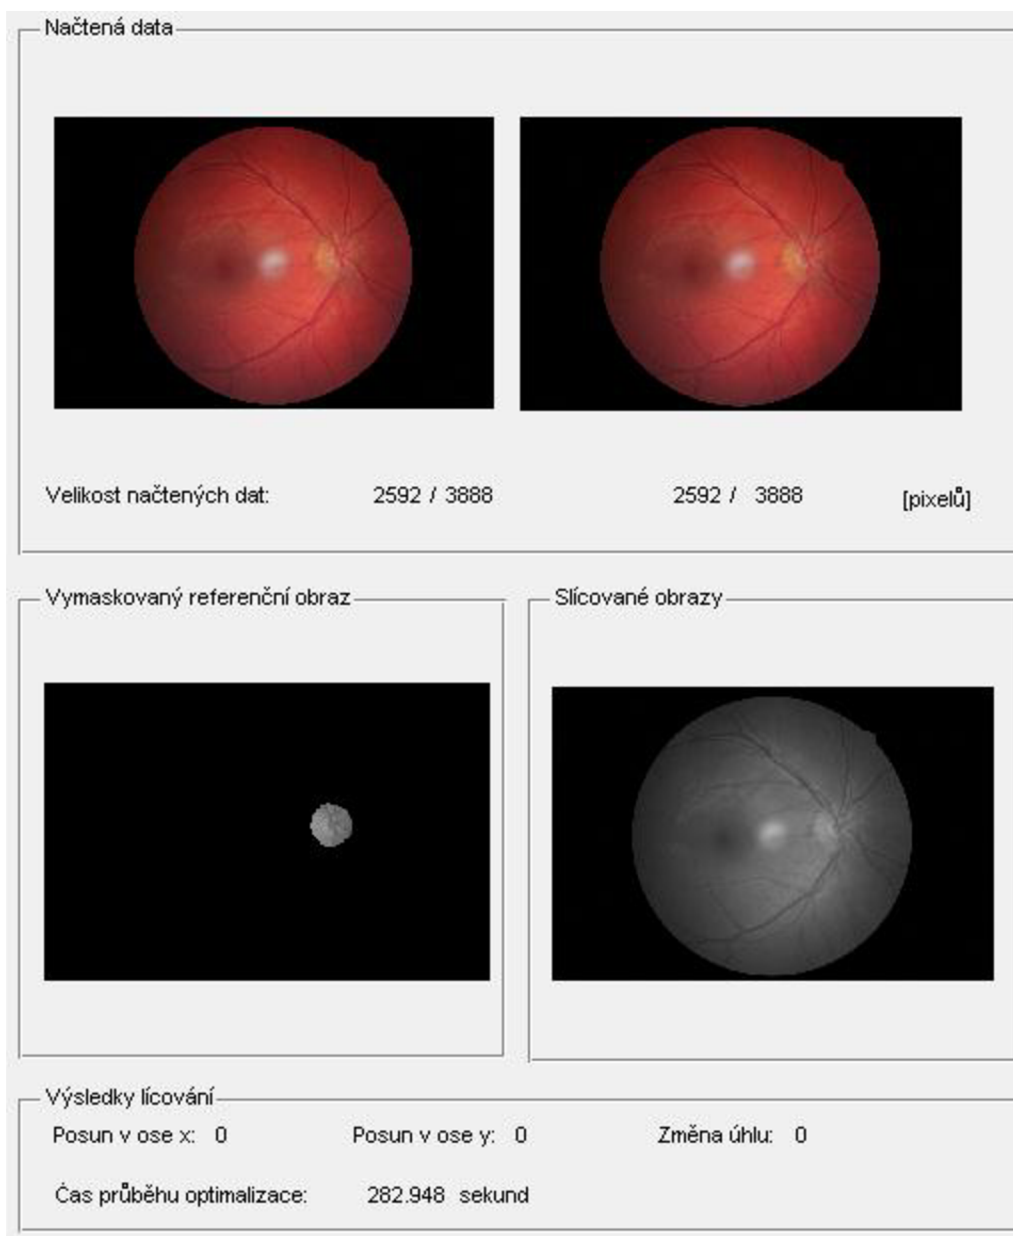 Načtená data
Velikost načtených dat: 2592 / 3888 2592 / 3888 [pixelů]
Vymaskovaný referenční obraz Slícované obrazy
Výsledky lícování
Posun v ose x: 0 Posun v ose y: 0 Změna úhlu: 0
Čas průběhu optimalizace: 282.948 sekund